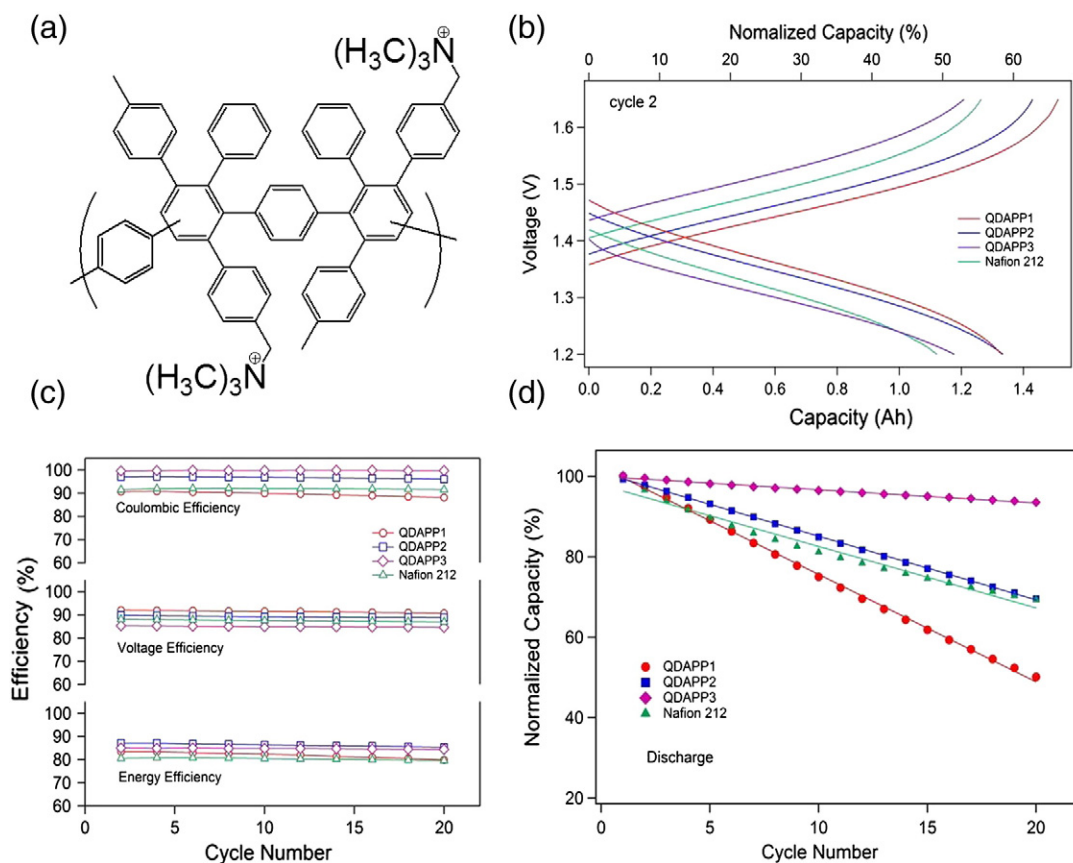 (a)
(H3C)3N
⊕
(H3C)3N
⊕
(b)
Nomalized Capacity (%)
0 10 20 30 40 50 60
cycle 2
1.6
1.5
1.4
1.3
1.2
Voltage (V)
QDAPP1
QDAPP2
QDAPP3
Nafion 212
0.0 0.2 0.4 0.6 0.8 1.0 1.2 1.4
Capacity (Ah)
(c)
100
90
80
70
60
Coulombic Efficiency
QDAPP1
QDAPP2
QDAPP3
Nafion 212
100
90
80
70
60
Voltage Efficiency
100
90
80
70
60
Energy Efficiency
Efficiency (%)
0 5 10 15 20
Cycle Number
(d)
100
80
60
40
20
Normalized Capacity (%)
QDAPP1
QDAPP2
QDAPP3
Nafion 212
Discharge
0 5 10 15 20
Cycle Number